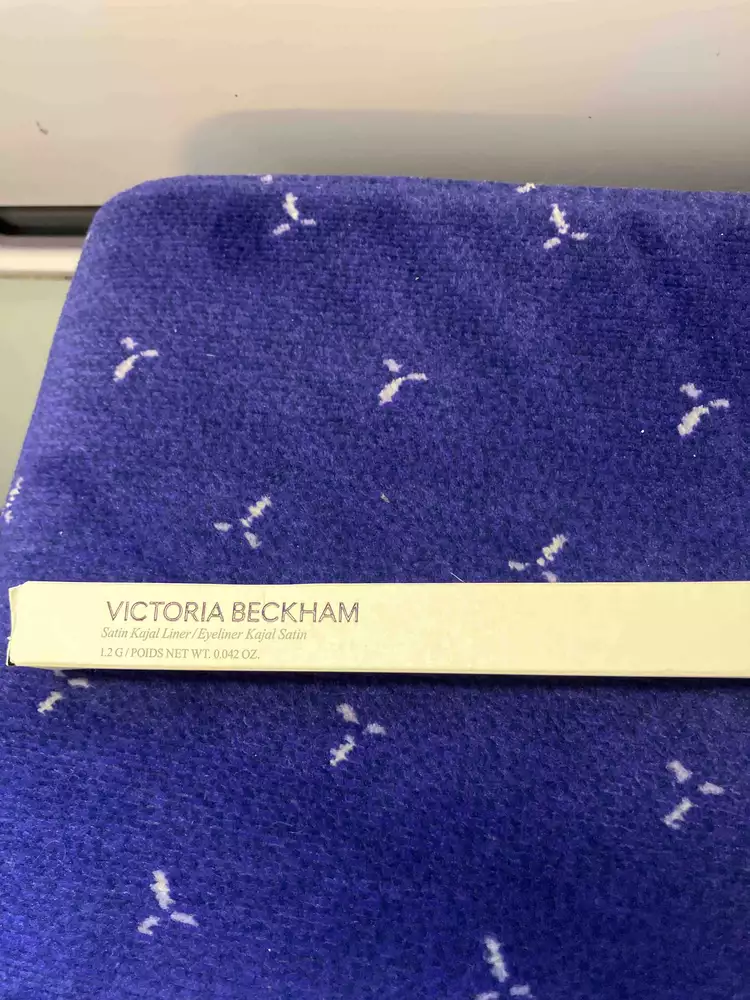 VICTORIA BECKHAM
Satin Kajal Liner/Eyeliner Kajal Satin
1.2 G/POIDS NET WT. 0.042 OZ.